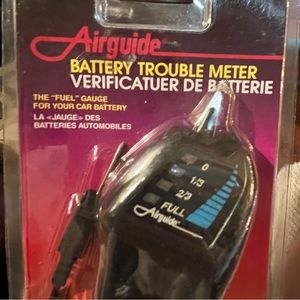 Airguide
BATTERY TROUBLE METER
VERIFICATUER DE BATTERIE
THE "FUEL" GAUGE
FOR YOUR CAR BATTERY
LA «JAUGE» DES
BATTERIES AUTOMOBILES
0
1/3
2/3
FULL
Airguide